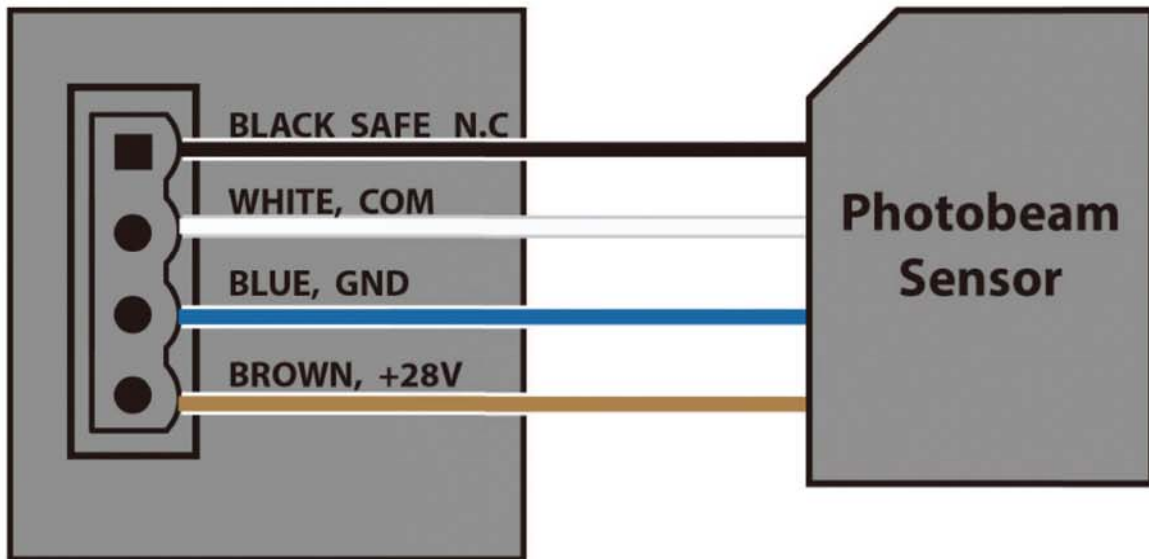 BLACK SAFE N.C
WHITE, COM
BLUE, GND
BROWN, +28V
Photobeam
Sensor